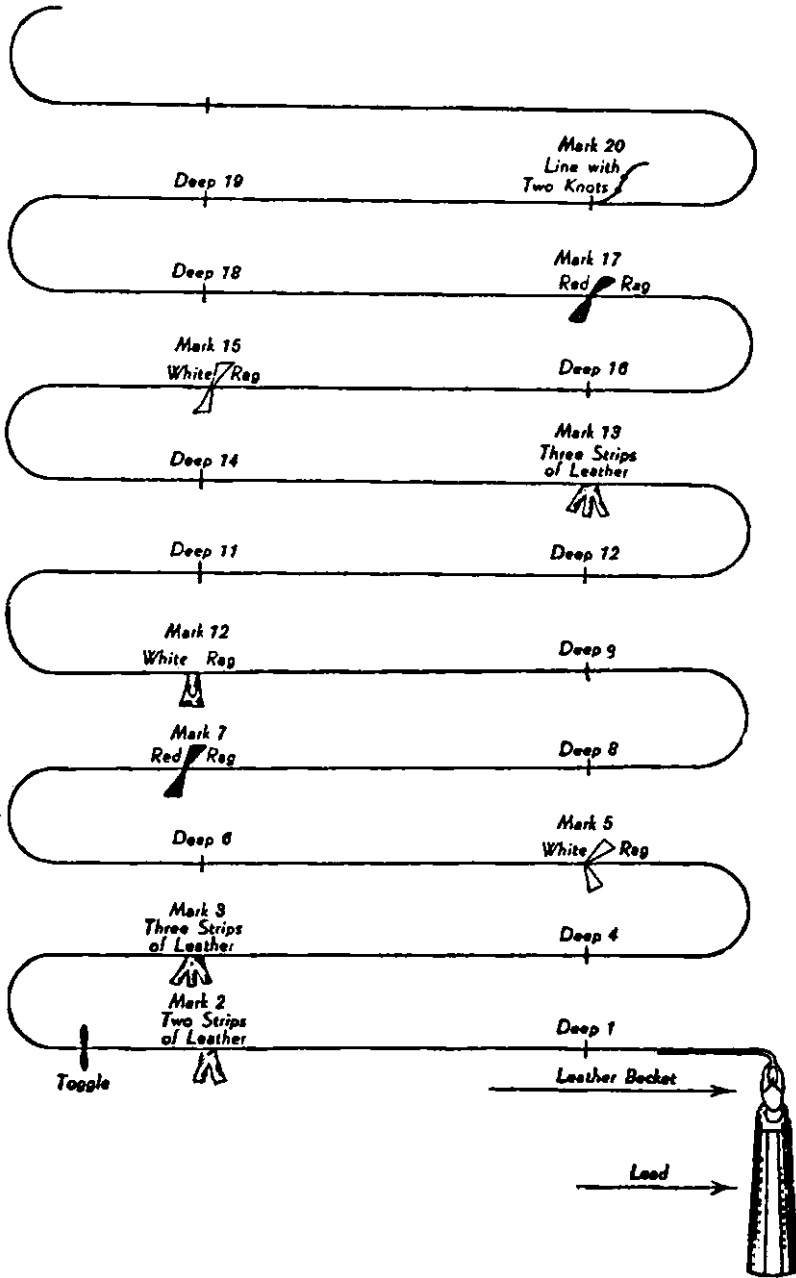 Mark 20
Line with
Two Knots
Deep 19
Mark 17
Red Rag
Deep 18
Mark 15
White Rag
Deep 16
Mark 13
Three Strips
of Leather
Deep 14
Deep 11
Deep 12
Mark 12
White Rag
Deep 9
Mark 7
Red Rag
Deep 8
Mark 5
White Rag
Deep 6
Mark 3
Three Strips
of Leather
Deep 4
Mark 2
Two Strips
of Leather
Deep 1
Toggle
Leather Becket
Lead